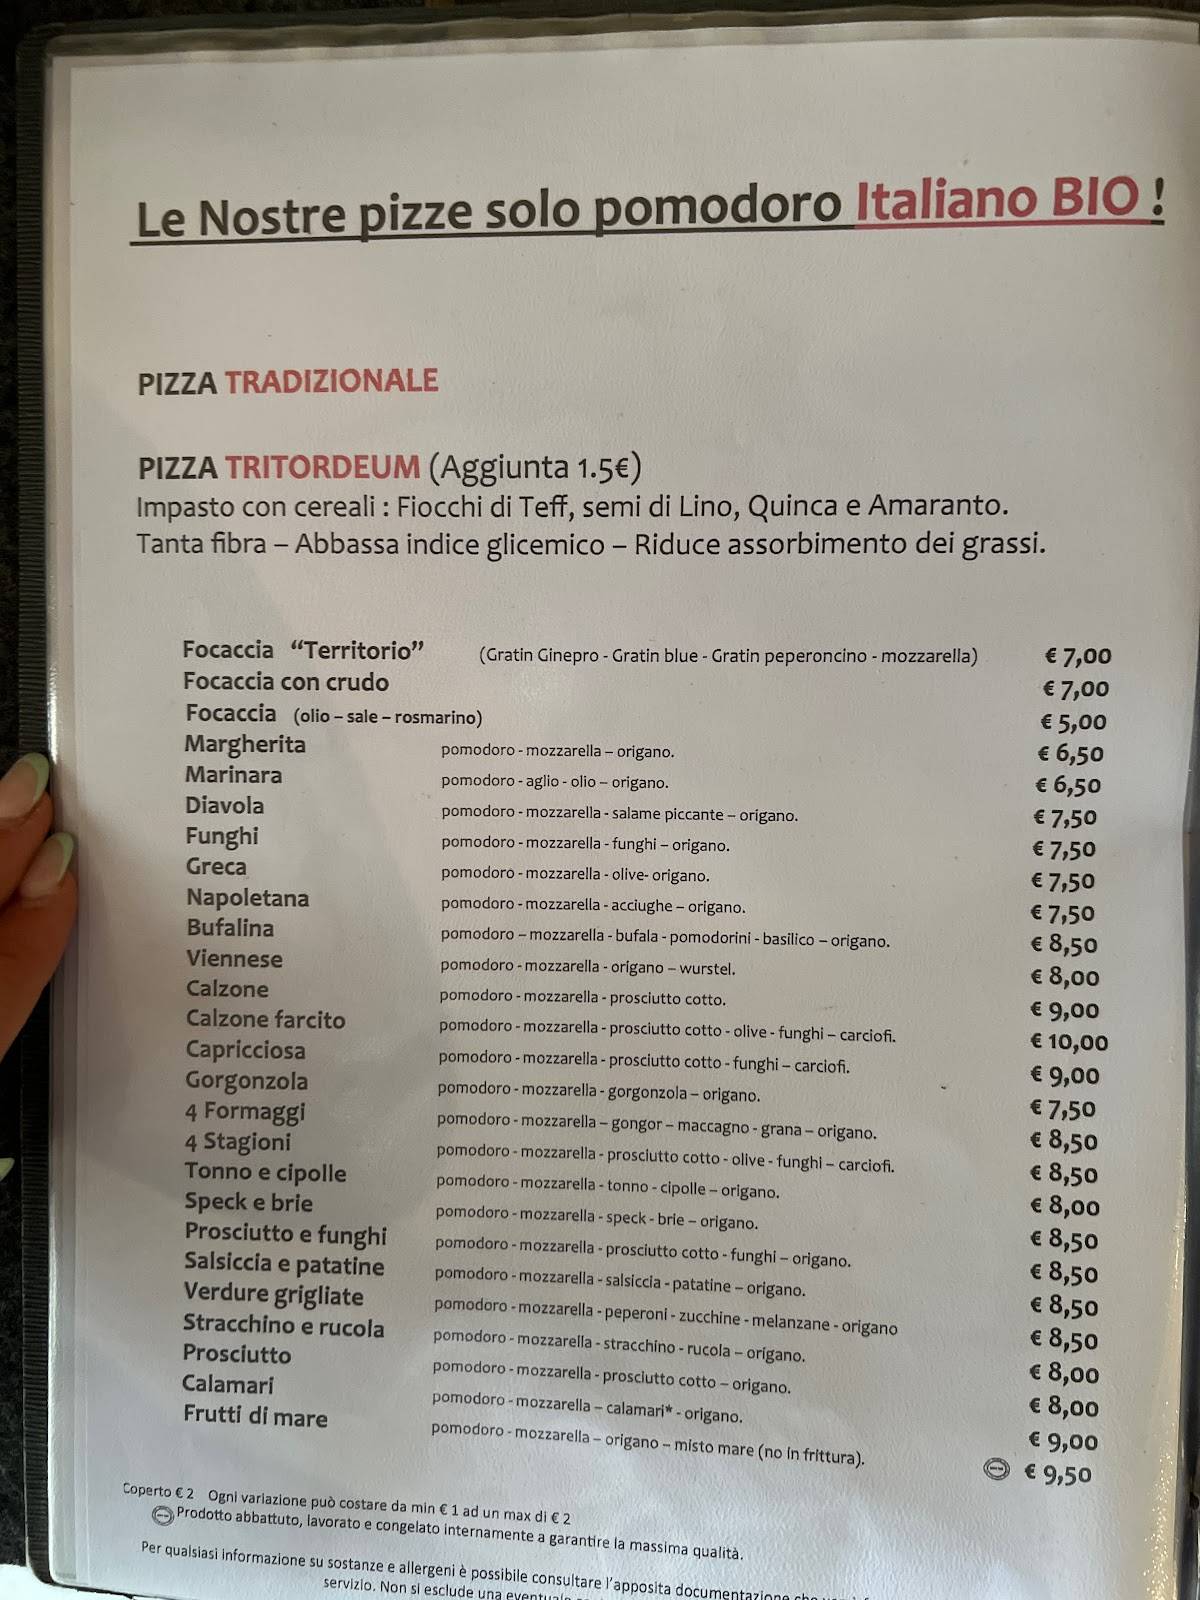 Le Nostre pizze solo pomodoro Italiano BIO !
PIZZA TRADIZIONALE
PIZZA TRITORDEUM (Aggiunta 1.5€)
Impasto con cereali : Fiocchi di Teff, semi di Lino, Quinca e Amaranto.
Tanta fibra – Abbassa indice glicemico – Riduce assorbimento dei grassi.
Focaccia “Territorio” (Gratin Ginepro - Gratin blue - Gratin peperoncino - mozzarella) € 7,00
Focaccia con crudo € 7,00
Focaccia (olio – sale – rosmarino) € 5,00
Margherita pomodoro - mozzarella – origano. € 6,50
Marinara pomodoro - aglio - olio – origano. € 6,50
Diavola pomodoro - mozzarella - salame piccante – origano. € 7,50
Funghi pomodoro - mozzarella - funghi – origano. € 7,50
Greca pomodoro - mozzarella - olive- origano. € 7,50
Napoletana pomodoro - mozzarella - acciughe – origano. € 7,50
Bufalina pomodoro – mozzarella - bufala - pomodorini - basilico – origano. € 8,50
Viennese pomodoro - mozzarella - origano – wurstel. € 8,00
Calzone pomodoro - mozzarella - prosciutto cotto. € 9,00
Calzone farcito pomodoro - mozzarella - prosciutto cotto - olive - funghi – carciofi. € 10,00
Capricciosa pomodoro - mozzarella - prosciutto cotto - funghi – carciofi. € 9,00
Gorgonzola pomodoro - mozzarella - gorgonzola – origano. € 7,50
4 Formaggi pomodoro - mozzarella – gongor – maccagno - grana – origano. € 8,50
4 Stagioni pomodoro - mozzarella - prosciutto cotto - olive - funghi – carciofi. € 8,50
Tonno e cipolle pomodoro - mozzarella - tonno - cipolle – origano. € 8,00
Speck e brie pomodoro - mozzarella - speck - brie – origano. € 8,50
Prosciutto e funghi pomodoro - mozzarella - prosciutto cotto - funghi – origano. € 8,50
Salsiccia e patatine pomodoro - mozzarella - salsiccia - patatine – origano. € 8,50
Verdure grigliate pomodoro - mozzarella - peperoni - zucchine - melanzane - origano € 8,50
Stracchino e rucola pomodoro - mozzarella - stracchino - rucola – origano. € 8,00
Prosciutto pomodoro - mozzarella - prosciutto cotto – origano. € 8,00
Calamari pomodoro - mozzarella – calamari* - origano. € 9,00
Frutti di mare pomodoro - mozzarella – origano – misto mare (no in frittura). € 9,50
Coperto € 2 Ogni variazione può costare da min € 1 ad un max di € 2
Prodotto abbattuto, lavorato e congelato internamente a garantire la massima qualità.
Per qualsiasi informazione su sostanze e allergeni è possibile consultare l’apposita documentazione
servizio. Non si esclude una